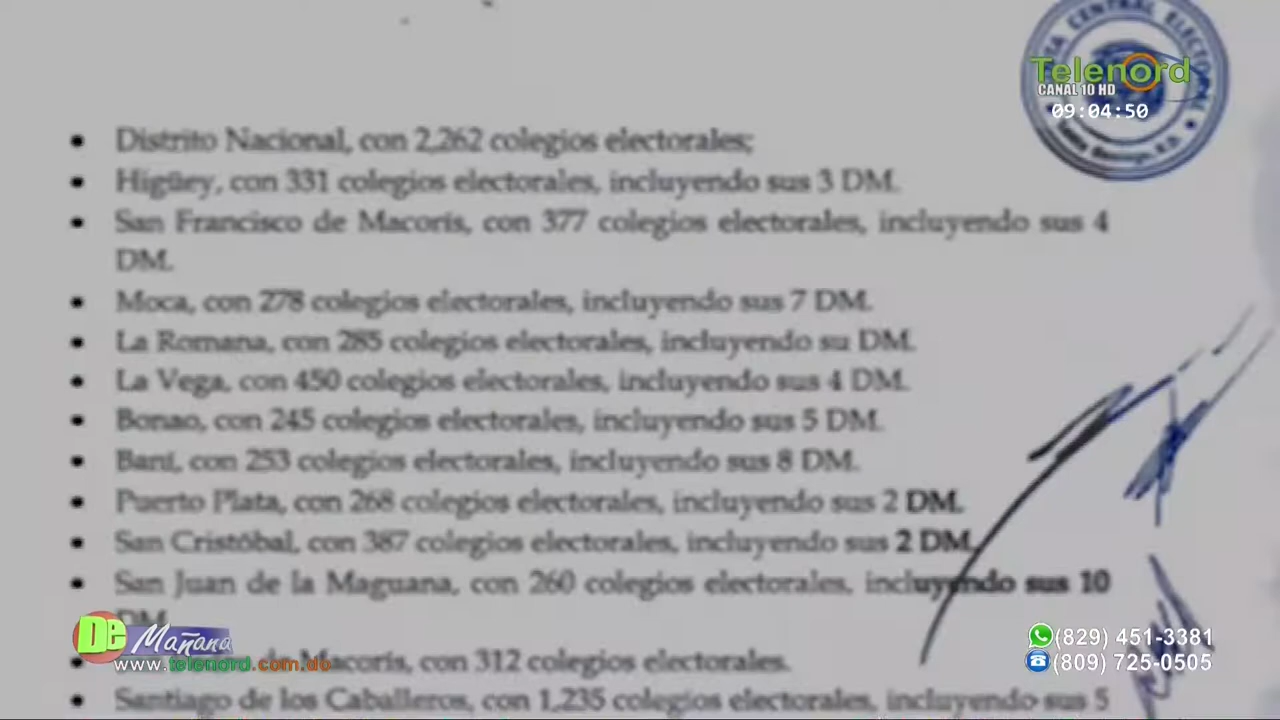 JUNTA CENTRAL ELECTORAL
Telenord
CANAL 10 HD
09:04:50
Santo Domingo, R.D.
• Distrito Nacional, con 2,262 colegios electorales;
• Higüey, con 331 colegios electorales, incluyendo sus 3 DM.
• San Francisco de Macorís, con 377 colegios electorales, incluyendo sus 4
DM.
• Moca, con 278 colegios electorales, incluyendo sus 7 DM.
• La Romana, con 285 colegios electorales, incluyendo su DM.
• La Vega, con 450 colegios electorales, incluyendo sus 4 DM.
• Bonao, con 245 colegios electorales, incluyendo sus 5 DM.
• Baní, con 253 colegios electorales, incluyendo sus 8 DM.
• Puerto Plata, con 268 colegios electorales, incluyendo sus 2 DM.
• San Cristóbal, con 387 colegios electorales, incluyendo sus 2 DM.
• San Juan de la Maguana, con 260 colegios electorales, incluyendo sus 10
DM.
• de Macorís, con 312 colegios electorales.
• Santiago de los Caballeros, con 1,235 colegios electorales, incluyendo sus 5
De Mañana
www.telenord.com.do
(829) 451-3381
(809) 725-0505